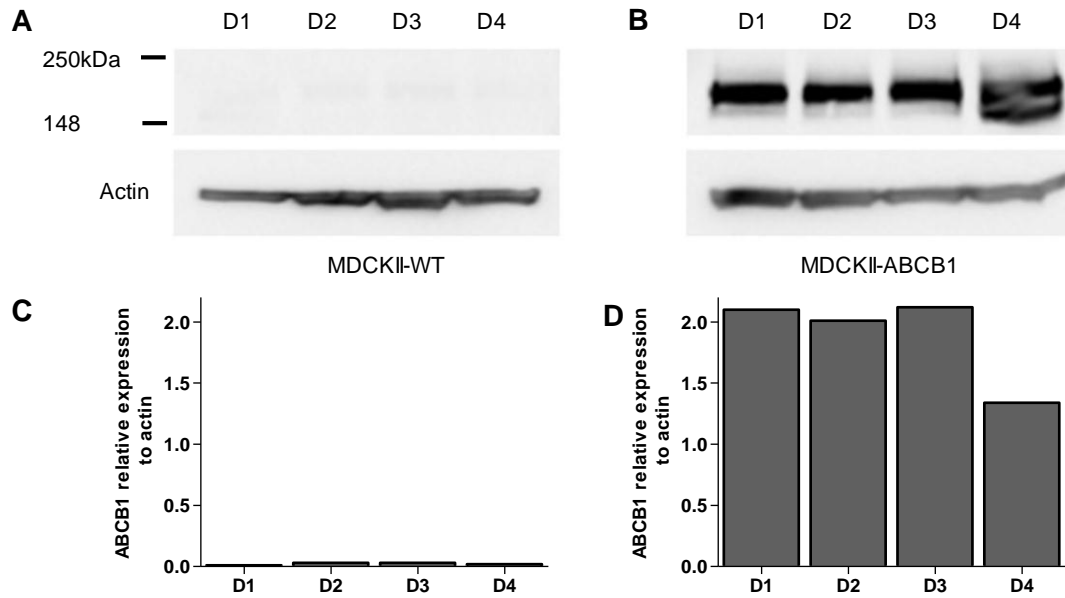 A
D1 D2 D3 D4
250kDa
148
Actin
MDCKII-WT
B
D1 D2 D3 D4
MDCKII-ABCB1
C
ABCB1 relative expression
to actin
2.0
1.5
1.0
0.5
0.0
D1 D2 D3 D4
D
ABCB1 relative expression
to actin
2.0
1.5
1.0
0.5
0.0
D1 D2 D3 D4